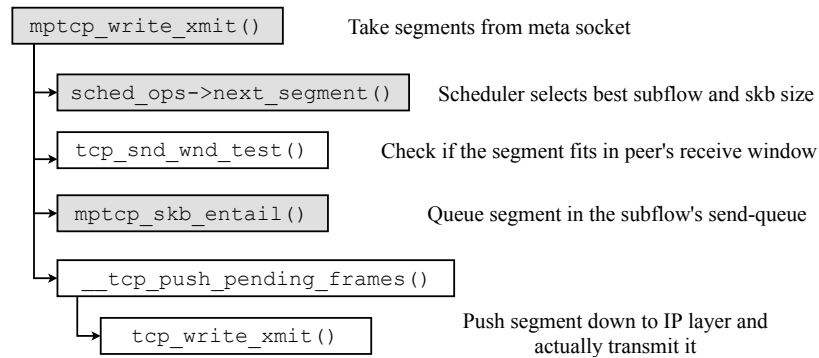 mptcp_write_xmit() Take segments from meta socket
sched_ops->next_segment() Scheduler selects best subflow and skb size
tcp_snd_wnd_test() Check if the segment fits in peer's receive window
mptcp_skb_entail() Queue segment in the subflow's send-queue
__tcp_push_pending_frames()
tcp_write_xmit() Push segment down to IP layer and
actually transmit it